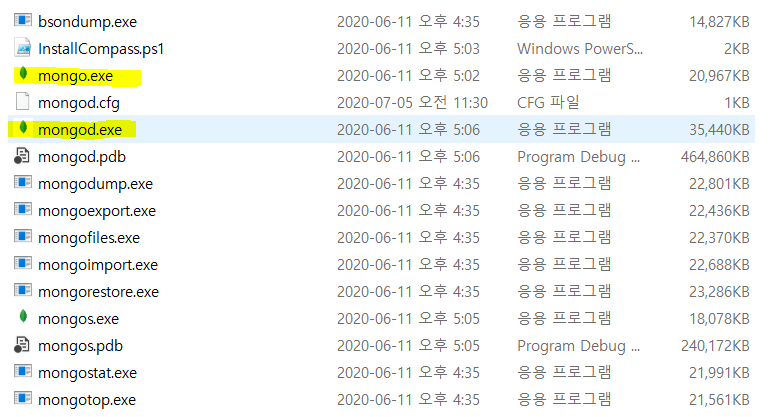 bsondump.exe 2020-06-11 오후 4:35 응용 프로그램 14,827KB
InstallCompass.ps1 2020-06-11 오후 5:03 Windows PowerS... 2KB
mongo.exe 2020-06-11 오후 5:02 응용 프로그램 20,967KB
mongod.cfg 2020-07-05 오전 11:30 CFG 파일 1KB
mongod.exe 2020-06-11 오후 5:06 응용 프로그램 35,440KB
mongod.pdb 2020-06-11 오후 5:06 Program Debug ... 464,860KB
mongodump.exe 2020-06-11 오후 4:35 응용 프로그램 22,801KB
mongoexport.exe 2020-06-11 오후 4:35 응용 프로그램 22,436KB
mongofiles.exe 2020-06-11 오후 4:35 응용 프로그램 22,370KB
mongoimport.exe 2020-06-11 오후 4:35 응용 프로그램 22,688KB
mongorestore.exe 2020-06-11 오후 4:35 응용 프로그램 23,286KB
mongos.exe 2020-06-11 오후 5:05 응용 프로그램 18,078KB
mongos.pdb 2020-06-11 오후 5:05 Program Debug ... 240,172KB
mongostat.exe 2020-06-11 오후 4:35 응용 프로그램 21,991KB
mongotop.exe 2020-06-11 오후 4:35 응용 프로그램 21,561KB